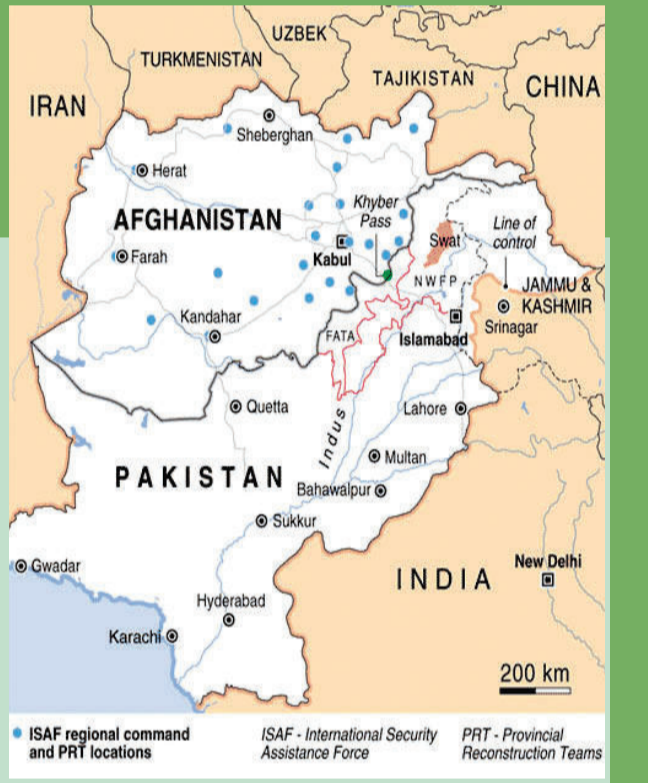 UZBEK
TURKMENISTAN
TAJIKISTAN
CHINA
IRAN
Sheberghan
Herat
Khyber
Pass
AFGHANISTAN
Line of
control
Swat
Kabul
Farah
NWFP
JAMMU &
KASHMIR
Kandahar
Srinagar
FATA
Islamabad
Quetta
Lahore
Indus
Multan
PAKISTAN
Bahawalpur
Sukkur
Gwadar
New Delhi
INDIA
Hyderabad
Karachi
200 km
ISAF regional command
and PRT locations
ISAF - International Security
Assistance Force
PRT - Provincial
Reconstruction Teams